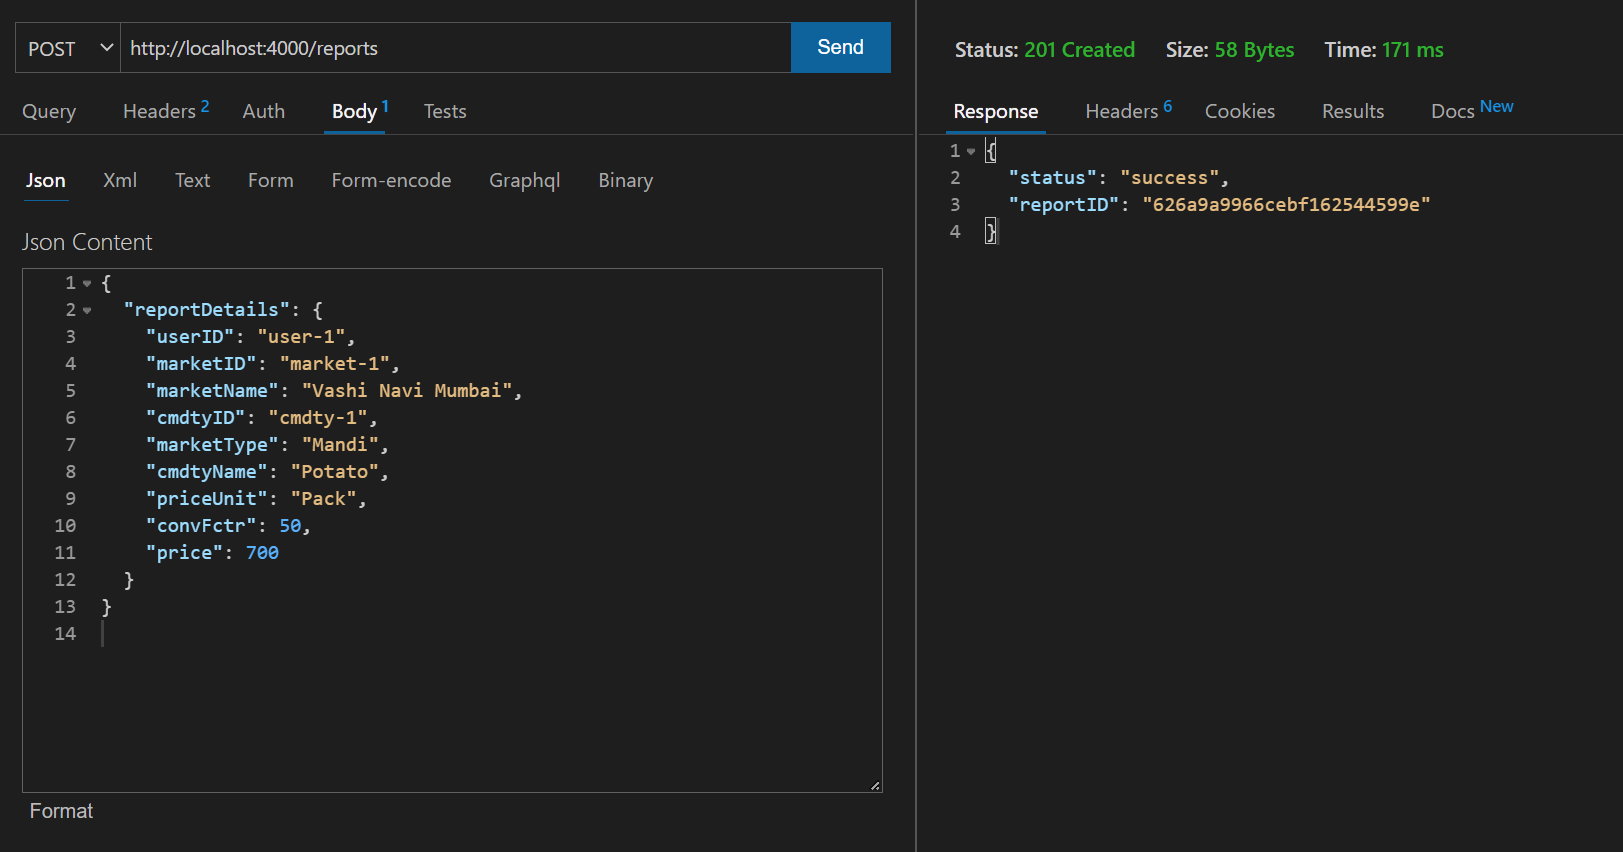 POST http://localhost:4000/reports Send
Query Headers 2 Auth Body 1 Tests
Json Xml Text Form Form-encode Graphql Binary
Json Content
1 {
2 "reportDetails": {
3 "userID": "user-1",
4 "marketID": "market-1",
5 "marketName": "Vashi Navi Mumbai",
6 "cmdtyID": "cmdty-1",
7 "marketType": "Mandi",
8 "cmdtyName": "Potato",
9 "priceUnit": "Pack",
10 "convFctr": 50,
11 "price": 700
12 }
13 }
14
Format
Status: 201 Created Size: 58 Bytes Time: 171 ms
Response Headers 6 Cookies Results Docs New
1 {
2 "status": "success",
3 "reportID": "626a9a9966cebf162544599e"
4 }